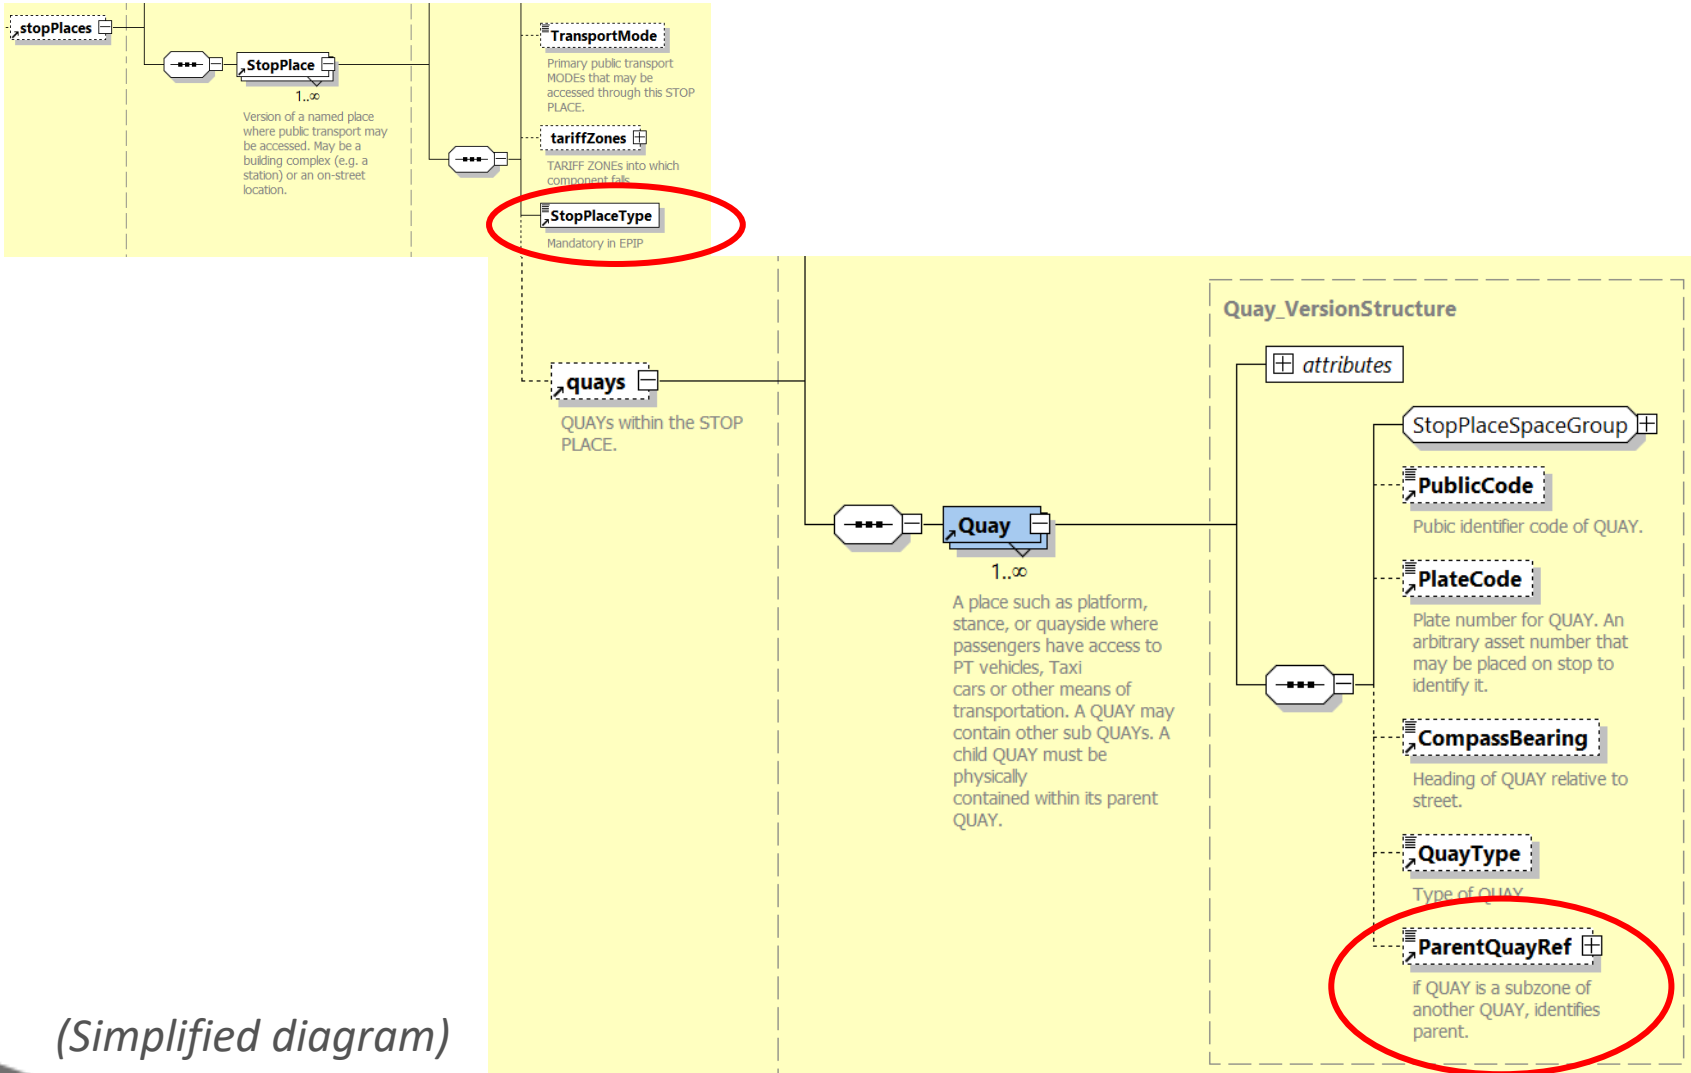 stopPlaces
StopPlace
1..∞
Version of a named place
where public transport may
be accessed. May be a
building complex (e.g. a
station) or an on-street
location.
TransportMode
Primary public transport
MODEs that may be
accessed through this STOP
PLACE.
tariffZones
TARIFF ZONEs into which
component falls
StopPlaceType
Mandatory in EPIP
quays
QUAYs within the STOP
PLACE.
Quay
1..∞
A place such as platform,
stance, or quayside where
passengers have access to
PT vehicles, Taxi
cars or other means of
transportation. A QUAY may
contain other sub QUAYs. A
child QUAY must be
physically
contained within its parent
QUAY.
Quay_VersionStructure
attributes
StopPlaceSpaceGroup
PublicCode
Pubic identifier code of QUAY.
PlateCode
Plate number for QUAY. An
arbitrary asset number that
may be placed on stop to
identify it.
CompassBearing
Heading of QUAY relative to
street.
QuayType
Type of QUAY
ParentQuayRef
if QUAY is a subzone of
another QUAY, identifies
parent.
(Simplified diagram)